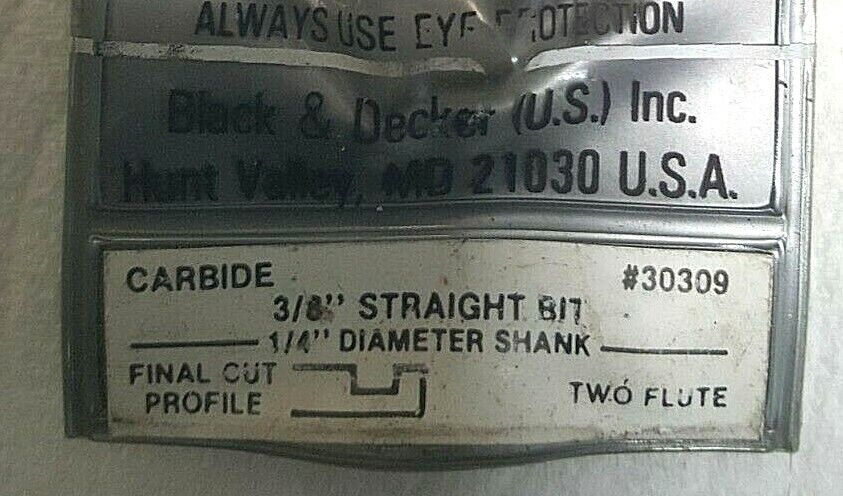 ALWAYS USE EYE PROTECTION
Black & Decker (U.S.) Inc.
Hunt Valley, MD 21030 U.S.A.
CARBIDE #30309
3/8" STRAIGHT BIT
1/4" DIAMETER SHANK
FINAL CUT
PROFILE
TWO FLUTE